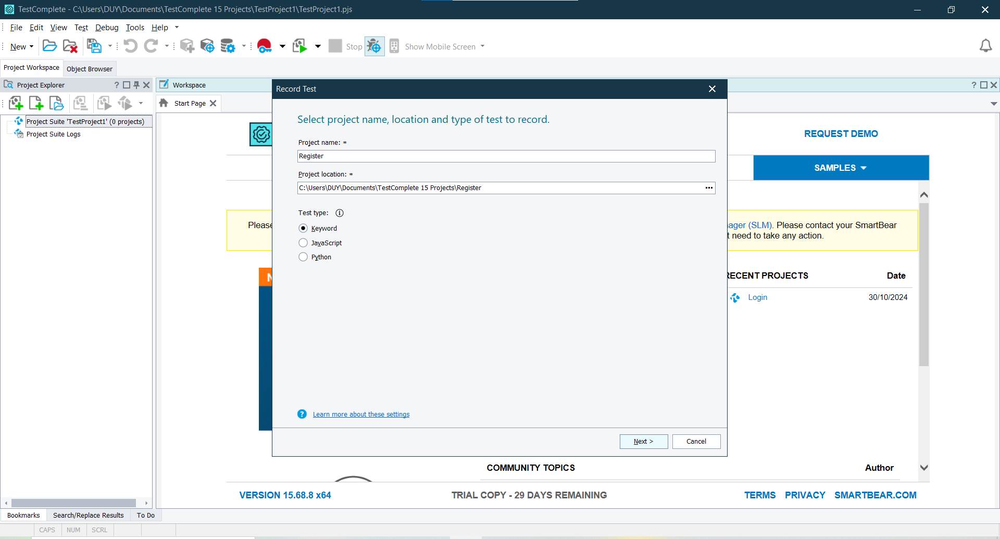 TestComplete - C:\Users\DUY\Documents\TestComplete 15 Projects\TestProject1\TestProject1.pjs
File Edit View Test Debug Tools Help
New Stop Show Mobile Screen
Project Workspace Object Browser
Project Explorer ?
Workspace ?
Start Page
Project Suite 'TestProject1' (0 projects)
Project Suite Logs
Record Test
Select project name, location and type of test to record.
Project name: *
Register
Project location: *
C:\Users\DUY\Documents\TestComplete 15 Projects\Register ...
Test type:
Keyword
JavaScript
Python
? Learn more about these settings
Next > Cancel
REQUEST DEMO
SAMPLES
Please
(SLM). Please contact your SmartBear
need to take any action.
RECENT PROJECTS Date
Login 30/10/2024
COMMUNITY TOPICS Author
VERSION 15.68.8 x64 TRIAL COPY - 29 DAYS REMAINING TERMS PRIVACY SMARTBEAR.COM
Bookmarks Search/Replace Results To Do
CAPS NUM SCRL